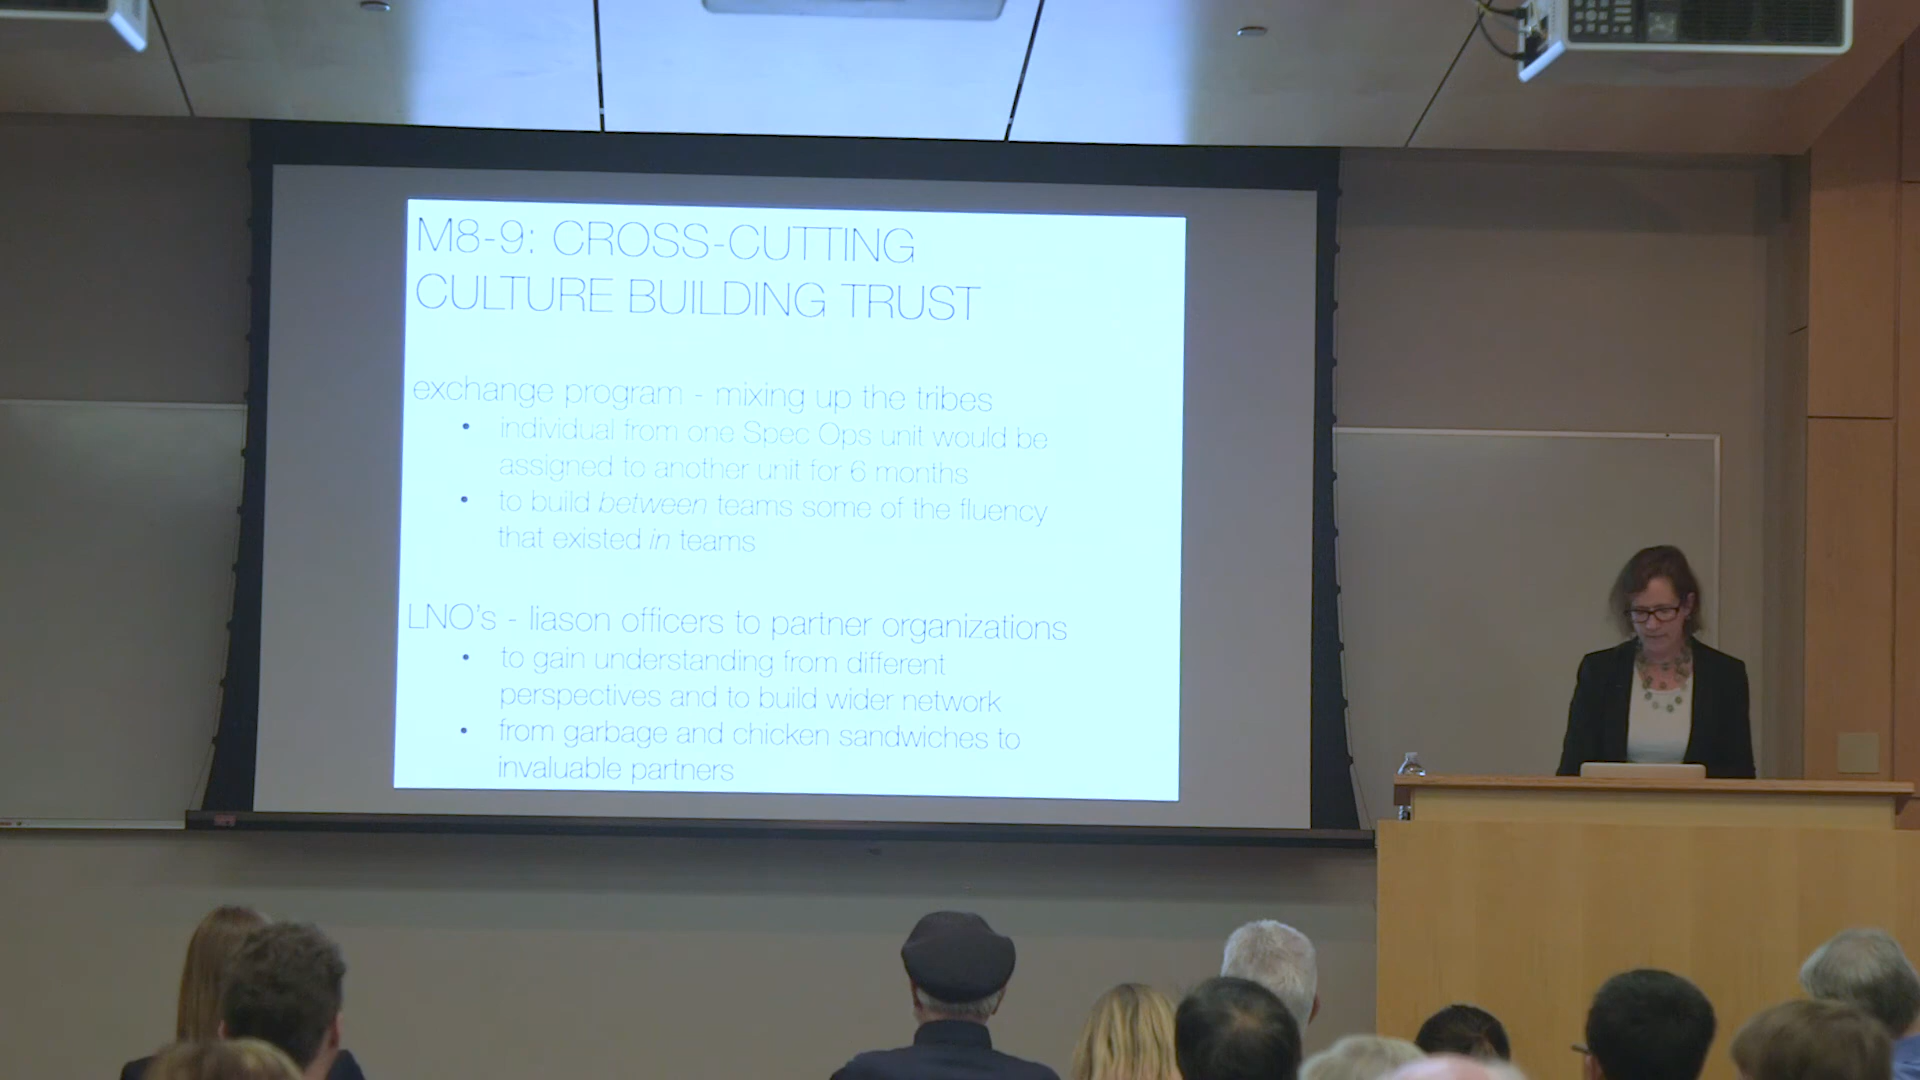 M8-9: CROSS-CUTTING
CULTURE BUILDING TRUST
exchange program - mixing up the tribes
• individual from one Spec Ops unit would be
assigned to another unit for 6 months
• to build between teams some of the fluency
that existed in teams
LNO's - liason officers to partner organizations
• to gain understanding from different
perspectives and to build wider network
• from garbage and chicken sandwiches to
invaluable partners